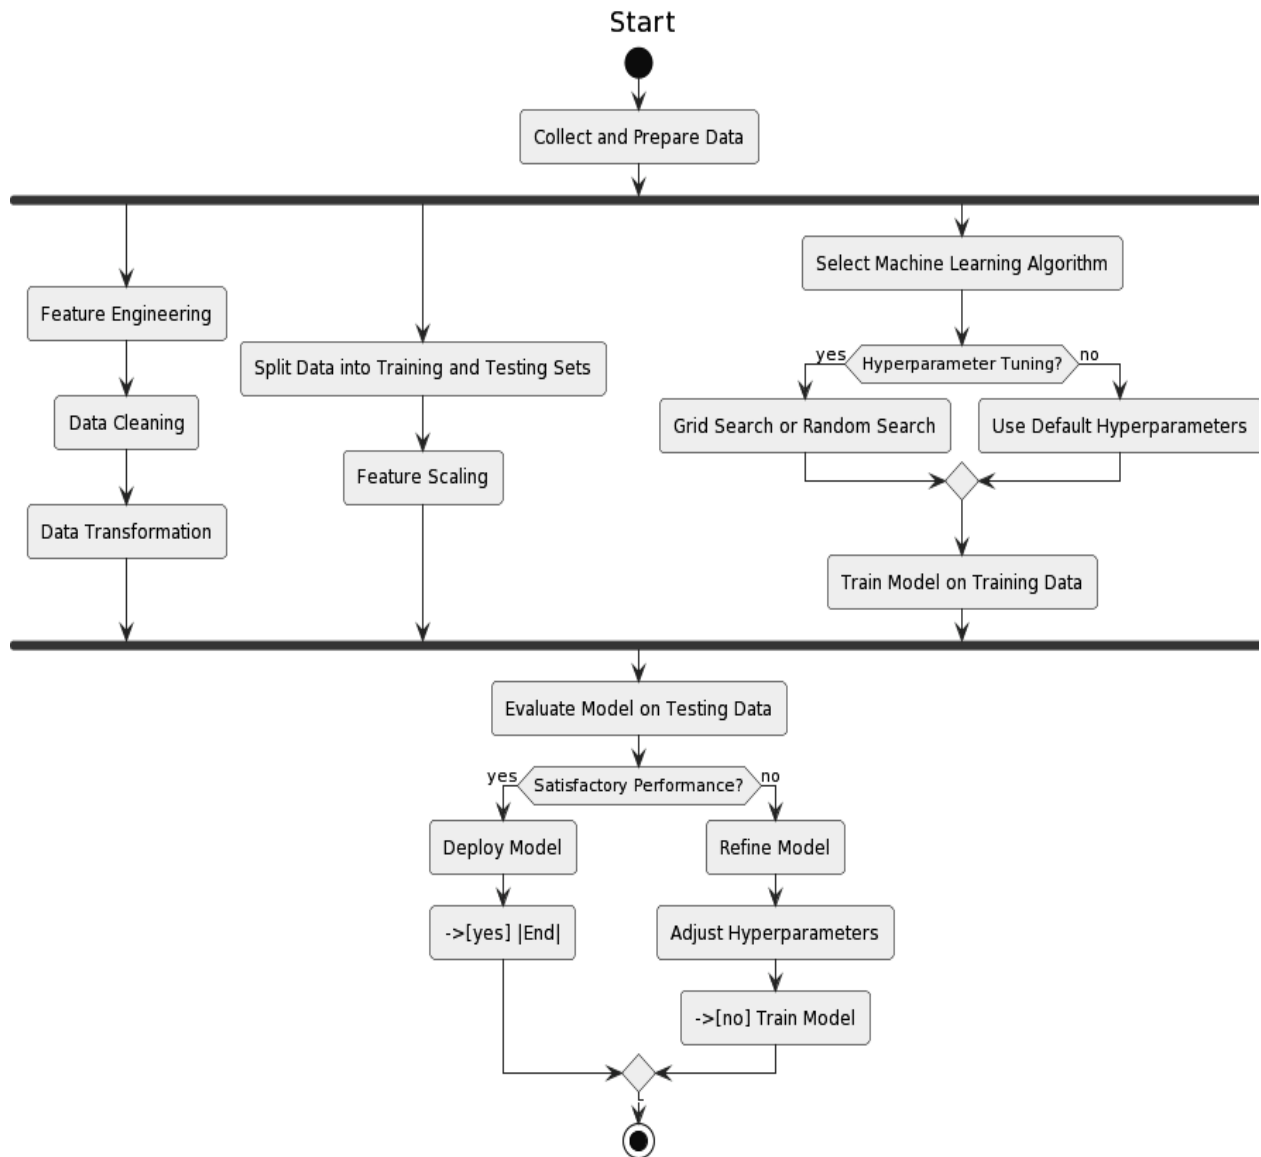 Start
Collect and Prepare Data
Feature Engineering
Data Cleaning
Data Transformation
Split Data into Training and Testing Sets
Feature Scaling
Select Machine Learning Algorithm
yes
Hyperparameter Tuning?
no
Grid Search or Random Search
Use Default Hyperparameters
Train Model on Training Data
Evaluate Model on Testing Data
yes
Satisfactory Performance?
no
Deploy Model
->[yes] |End|
Refine Model
Adjust Hyperparameters
->[no] Train Model